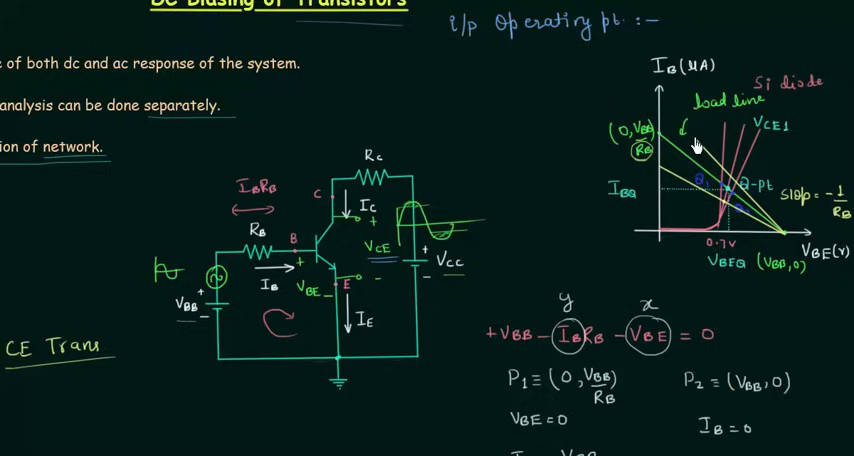 DC Biasing of Transistors
i/p Operating pt. :-
e of both dc and ac response of the system.
analysis can be done separately.
ion of network.
IB(μA)
Si diode
load line
(0, VBB/RB)
VCE1
IBQ
Q1
Q-pt
Q2
slop = -1/RB
0.7V
VBE(v)
VBEQ (VBB,0)
RC
IBRB
C
IC
RB
B
+
VCE
+
VCC
-
IB
+
VBE -
E
-
+
VBB
-
IE
CE Trans
y x
+VBB - IBRB - VBE = 0
P1 ≡ (0, VBB/RB)
P2 ≡ (VBB, 0)
VBE = 0
IB = 0